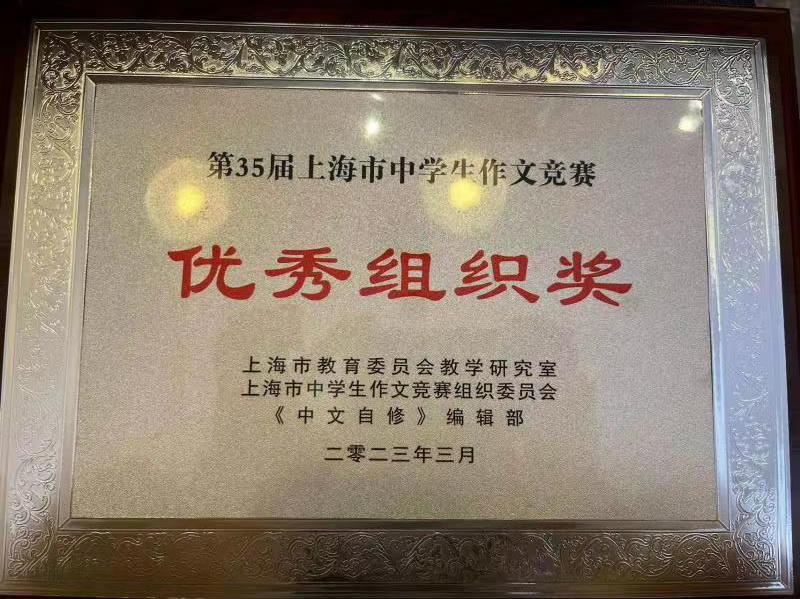 第35届上海市中学生作文竞赛
优秀组织奖
上海市教育委员会教学研究室
上海市中学生作文竞赛组织委员会
《中文自修》编辑部
二零二三年三月